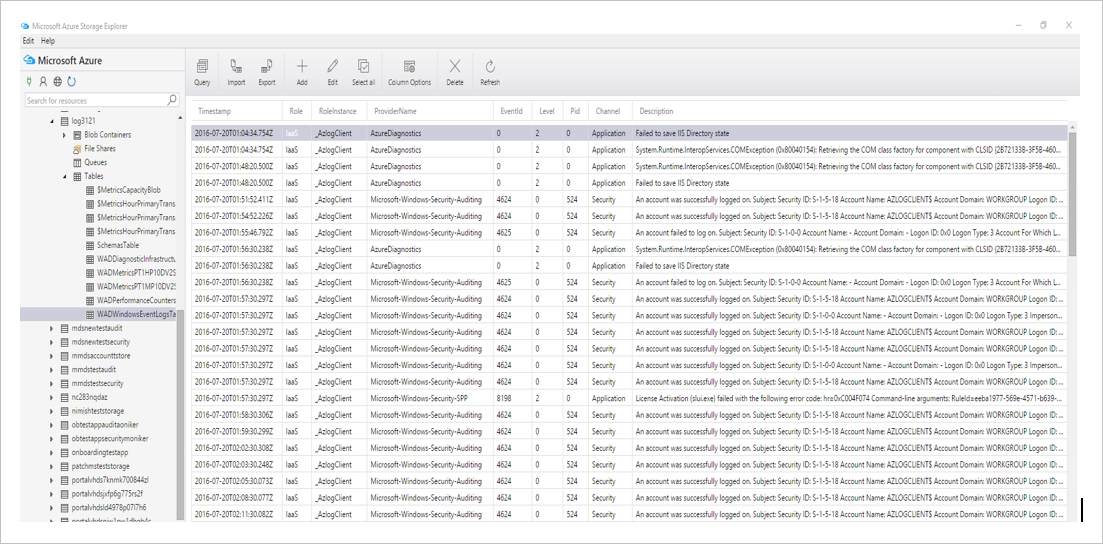 Microsoft Azure Storage Explorer
Edit Help
Microsoft Azure
Search for resources
log3121
Blob Containers
File Shares
Queues
Tables
$MetricsCapacityBlob
$MetricsHourPrimaryTrans
$MetricsHourPrimaryTrans
$MetricsHourPrimaryTrans
SchemasTable
WADDiagnosticInfrastructu
WADMetricsPT1HP10DV2S
WADMetricsPT1MP10DV2S
WADPerformanceCounters
WADWindowsEventLogsTa
mdsnewtestaudit
mdsnewtestsecurity
mmdsaccounttstore
mmdstestaudit
mmdstestsecurity
nc283nqdaz
nimishteststorage
obtestappauditaoniker
obtestappsecuritymoniker
onboardingtestapp
patchmsteststorage
portalvhds7knmk700844zl
portalvhdsjxfp6g775rs2f
portalvhdsld4978p07l7h6
Query Import Export Add Edit Select all Column Options Delete Refresh
Timestamp Role RoleInstance ProviderName EventId Level Pid Channel Description
2016-07-20T01:04:34.754Z IaaS _AzlogClient AzureDiagnostics 0 2 0 Application Failed to save IIS Directory state
2016-07-20T01:04:34.754Z IaaS _AzlogClient AzureDiagnostics 0 2 0 Application System.Runtime.InteropServices.COMException (0x80040154): Retrieving the COM class factory for component with CLSID {2B72133B-3F5B-460...
2016-07-20T01:48:20.500Z IaaS _AzlogClient AzureDiagnostics 0 2 0 Application System.Runtime.InteropServices.COMException (0x80040154): Retrieving the COM class factory for component with CLSID {2B72133B-3F5B-460...
2016-07-20T01:48:20.500Z IaaS _AzlogClient AzureDiagnostics 0 2 0 Application Failed to save IIS Directory state
2016-07-20T01:51:52.411Z IaaS _AzlogClient Microsoft-Windows-Security-Auditing 4624 0 524 Security An account was successfully logged on. Subject: Security ID: S-1-5-18 Account Name: AZLOGCLIENT$ Account Domain: WORKGROUP Logon ID: ...
2016-07-20T01:54:52.226Z IaaS _AzlogClient Microsoft-Windows-Security-Auditing 4624 0 524 Security An account was successfully logged on. Subject: Security ID: S-1-5-18 Account Name: AZLOGCLIENT$ Account Domain: WORKGROUP Logon ID: ...
2016-07-20T01:55:46.792Z IaaS _AzlogClient Microsoft-Windows-Security-Auditing 4625 0 524 Security An account failed to log on. Subject: Security ID: S-1-0-0 Account Name: - Account Domain: - Logon ID: 0x0 Logon Type: 3 Account For Which L...
2016-07-20T01:56:30.238Z IaaS _AzlogClient AzureDiagnostics 0 2 0 Application System.Runtime.InteropServices.COMException (0x80040154): Retrieving the COM class factory for component with CLSID {2B72133B-3F5B-460...
2016-07-20T01:56:30.238Z IaaS _AzlogClient AzureDiagnostics 0 2 0 Application Failed to save IIS Directory state
2016-07-20T01:56:30.238Z IaaS _AzlogClient Microsoft-Windows-Security-Auditing 4625 0 524 Security An account failed to log on. Subject: Security ID: S-1-0-0 Account Name: - Account Domain: - Logon ID: 0x0 Logon Type: 3 Account For Which L...
2016-07-20T01:57:30.297Z IaaS _AzlogClient Microsoft-Windows-Security-Auditing 4624 0 524 Security An account was successfully logged on. Subject: Security ID: S-1-5-18 Account Name: AZLOGCLIENT$ Account Domain: WORKGROUP Logon ID: ...
2016-07-20T01:57:30.297Z IaaS _AzlogClient Microsoft-Windows-Security-Auditing 4624 0 524 Security An account was successfully logged on. Subject: Security ID: S-1-0-0 Account Name: - Account Domain: - Logon ID: 0x0 Logon Type: 3 Imperson...
2016-07-20T01:57:30.297Z IaaS _AzlogClient Microsoft-Windows-Security-Auditing 4624 0 524 Security An account was successfully logged on. Subject: Security ID: S-1-5-18 Account Name: AZLOGCLIENT$ Account Domain: WORKGROUP Logon ID: ...
2016-07-20T01:57:30.297Z IaaS _AzlogClient Microsoft-Windows-Security-Auditing 4624 0 524 Security An account was successfully logged on. Subject: Security ID: S-1-5-18 Account Name: AZLOGCLIENT$ Account Domain: WORKGROUP Logon ID: ...
2016-07-20T01:57:30.297Z IaaS _AzlogClient Microsoft-Windows-Security-Auditing 4624 0 524 Security An account was successfully logged on. Subject: Security ID: S-1-0-0 Account Name: - Account Domain: - Logon ID: 0x0 Logon Type: 3 Imperson...
2016-07-20T01:57:30.297Z IaaS _AzlogClient Microsoft-Windows-Security-Auditing 4624 0 524 Security An account was successfully logged on. Subject: Security ID: S-1-5-18 Account Name: AZLOGCLIENT$ Account Domain: WORKGROUP Logon ID: ...
2016-07-20T01:57:30.297Z IaaS _AzlogClient Microsoft-Windows-Security-SPP 8198 2 0 Application License Activation (slui.exe) failed with the following error code: hr=0xC004F074 Command-line arguments: RuleId=eeba1977-569e-4571-b639-...
2016-07-20T01:58:30.306Z IaaS _AzlogClient Microsoft-Windows-Security-Auditing 4624 0 524 Security An account was successfully logged on. Subject: Security ID: S-1-5-18 Account Name: AZLOGCLIENT$ Account Domain: WORKGROUP Logon ID: ...
2016-07-20T01:59:30.299Z IaaS _AzlogClient Microsoft-Windows-Security-Auditing 4624 0 524 Security An account was successfully logged on. Subject: Security ID: S-1-5-18 Account Name: AZLOGCLIENT$ Account Domain: WORKGROUP Logon ID: ...
2016-07-20T02:02:30.308Z IaaS _AzlogClient Microsoft-Windows-Security-Auditing 4624 0 524 Security An account was successfully logged on. Subject: Security ID: S-1-5-18 Account Name: AZLOGCLIENT$ Account Domain: WORKGROUP Logon ID: ...
2016-07-20T02:03:30.248Z IaaS _AzlogClient Microsoft-Windows-Security-Auditing 4624 0 524 Security An account was successfully logged on. Subject: Security ID: S-1-5-18 Account Name: AZLOGCLIENT$ Account Domain: WORKGROUP Logon ID: ...
2016-07-20T02:05:30.073Z IaaS _AzlogClient Microsoft-Windows-Security-Auditing 4624 0 524 Security An account was successfully logged on. Subject: Security ID: S-1-5-18 Account Name: AZLOGCLIENT$ Account Domain: WORKGROUP Logon ID: ...
2016-07-20T02:08:30.077Z IaaS _AzlogClient Microsoft-Windows-Security-Auditing 4624 0 524 Security An account was successfully logged on. Subject: Security ID: S-1-5-18 Account Name: AZLOGCLIENT$ Account Domain: WORKGROUP Logon ID: ...
2016-07-20T02:11:30.082Z IaaS _AzlogClient Microsoft-Windows-Security-Auditing 4624 0 524 Security An account was successfully logged on. Subject: Security ID: S-1-5-18 Account Name: AZLOGCLIENT$ Account Domain: WORKGROUP Logon ID: ...